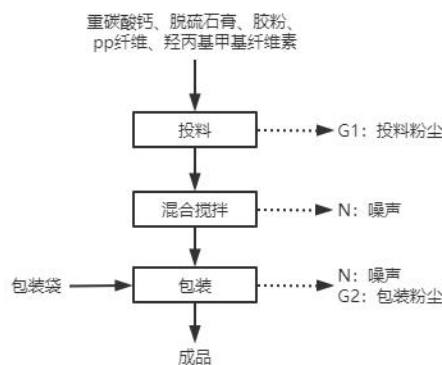 重碳酸钙、脱硫石膏、胶粉、
pp纤维、羟丙基甲基纤维素
投料
G1：投料粉尘
混合搅拌
N：噪声
包装袋
包装
N：噪声
G2：包装粉尘
成品